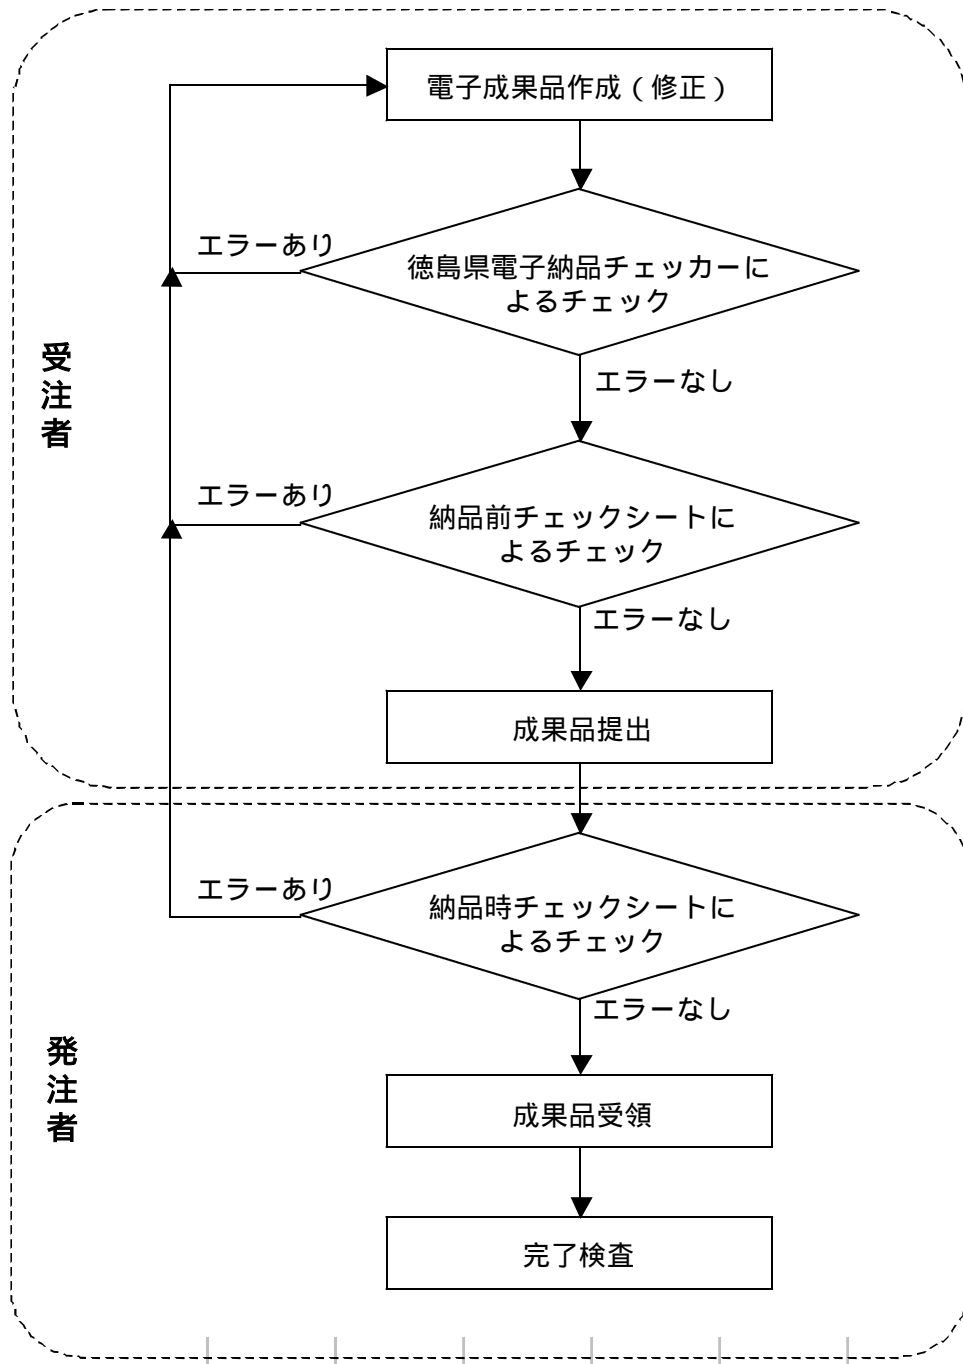 電子成果品作成(修正)
エラーあり
徳島県電子納品チェッカーに
よるチェック
エラーなし
受注者
エラーあり
納品前チェックシートに
よるチェック
エラーなし
成果品提出
エラーあり
納品時チェックシートに
よるチェック
エラーなし
発注者
成果品受領
完了検査